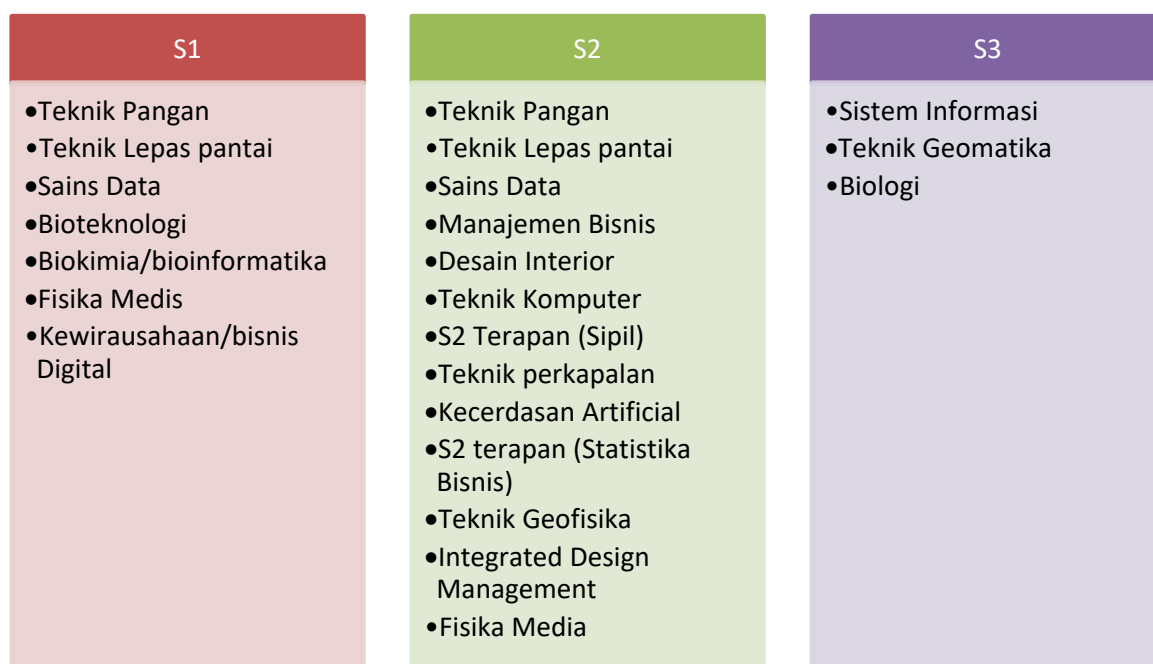 S1
•Teknik Pangan
•Teknik Lepas pantai
•Sains Data
•Bioteknologi
•Biokimia/bioinformatika
•Fisika Medis
•Kewirausahaan/bisnis
Digital
S2
•Teknik Pangan
•Teknik Lepas pantai
•Sains Data
•Manajemen Bisnis
•Desain Interior
•Teknik Komputer
•S2 Terapan (Sipil)
•Teknik perkapalan
•Kecerdasan Artificial
•S2 terapan (Statistika
Bisnis)
•Teknik Geofisika
•Integrated Design
Management
•Fisika Media
S3
•Sistem Informasi
•Teknik Geomatika
•Biologi